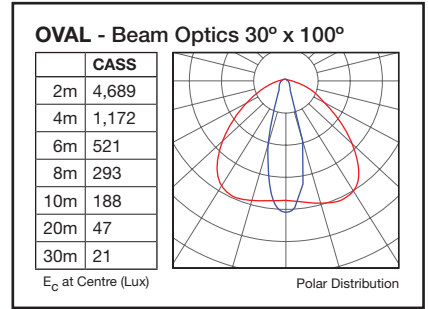 OVAL - Beam Optics 30º x 100º
CASS
2m 4,689
4m 1,172
6m 521
8m 293
10m 188
20m 47
30m 21
EC at Centre (Lux)
Polar Distribution